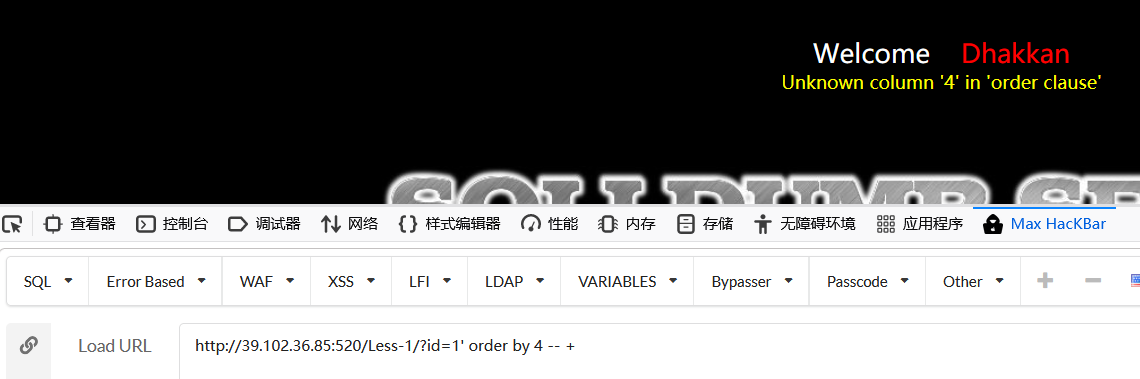 Welcome Dhakkan
Unknown column '4' in 'order clause'
查看器 控制台 调试器 网络 样式编辑器 性能 内存 存储 无障碍环境 应用程序 Max HacKBar
SQL Error Based WAF XSS LFI LDAP VARIABLES Bypasser Passcode Other
Load URL http://39.102.36.85:520/Less-1/?id=1' order by 4 -- +